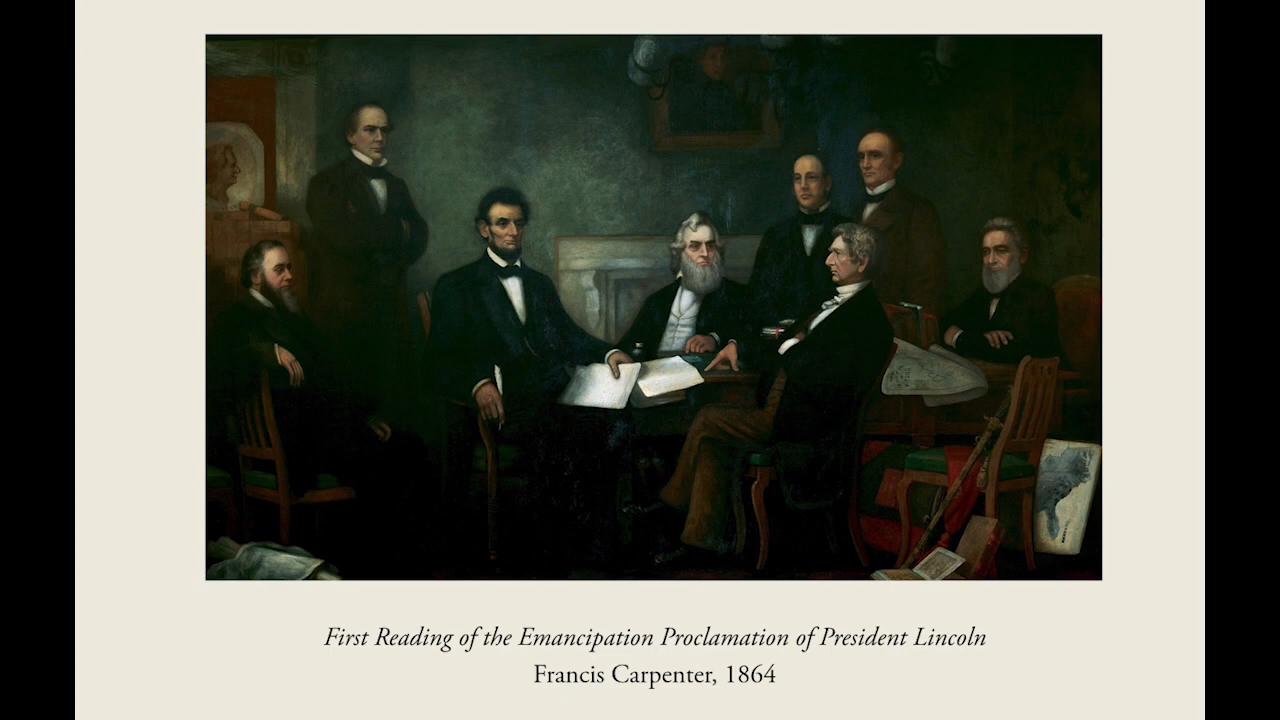 First Reading of the Emancipation Proclamation of President Lincoln
Francis Carpenter, 1864